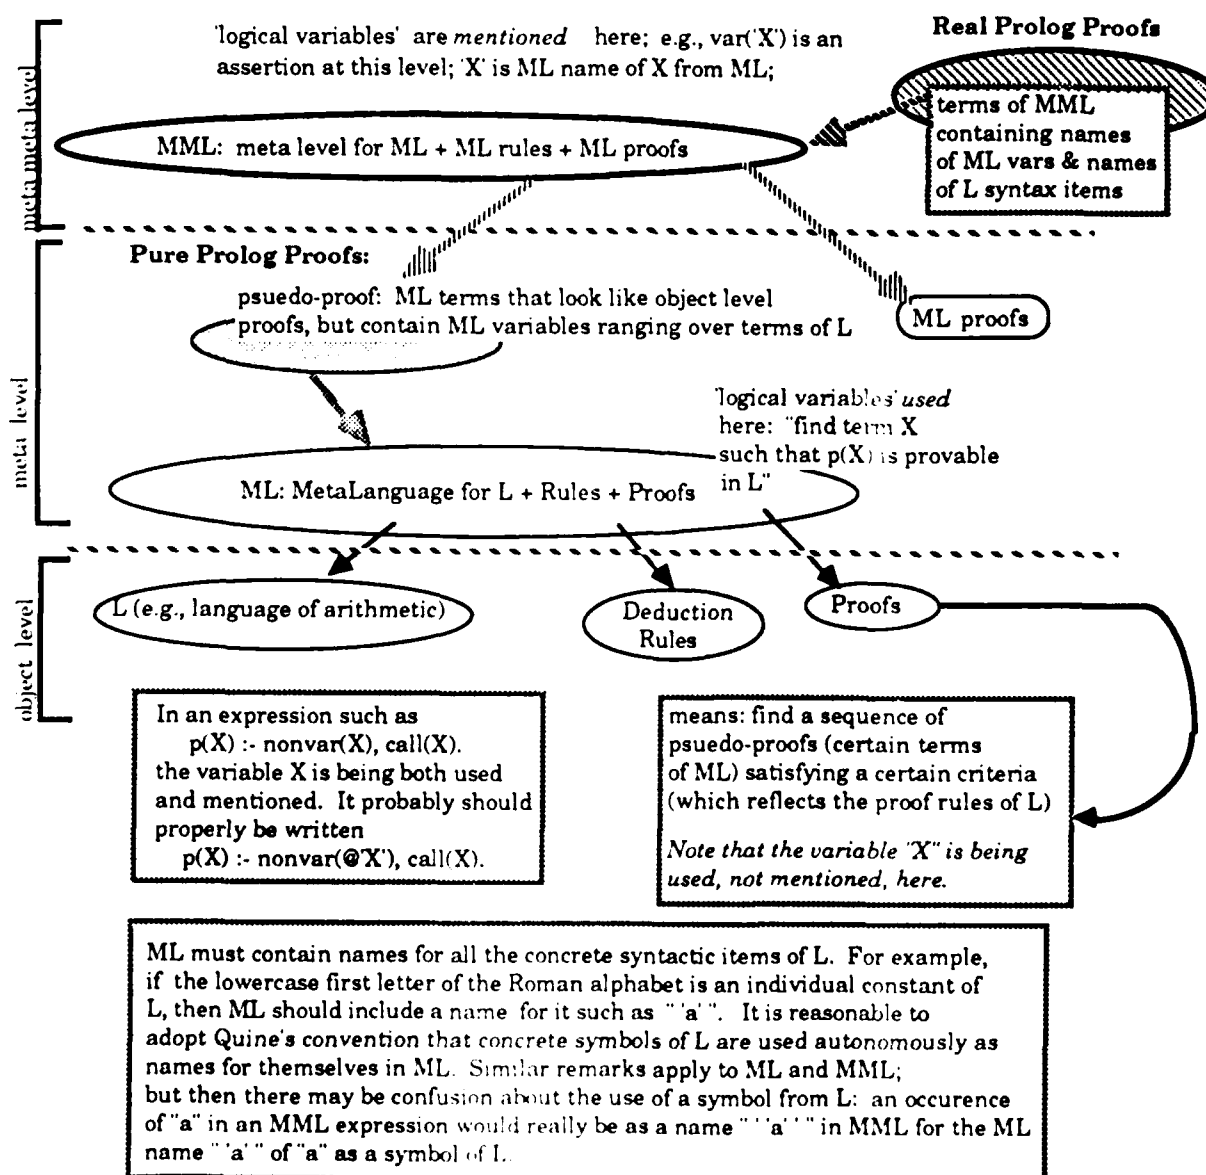 'logical variables' are mentioned here; e.g., var('X') is an
assertion at this level; 'X' is ML name of X from ML;
Real Prolog Proofs
terms of MML
containing names
of ML vars & names
of L syntax items
MML: meta level for ML + ML rules + ML proofs
meta meta level
Pure Prolog Proofs:
psuedo-proof: ML terms that look like object level
proofs, but contain ML variables ranging over terms of L
ML proofs
meta level
'logical variables' used
here: "find term X
such that p(X) is provable
in L"
ML: MetaLanguage for L + Rules + Proofs
object level
L (e.g., language of arithmetic)
Deduction
Rules
Proofs
In an expression such as
p(X) :- nonvar(X), call(X).
the variable X is being both used
and mentioned. It probably should
properly be written
p(X) :- nonvar(@'X'), call(X).
means: find a sequence of
psuedo-proofs (certain terms
of ML) satisfying a certain criteria
(which reflects the proof rules of L)
Note that the variable "X" is being
used, not mentioned, here.
ML must contain names for all the concrete syntactic items of L. For example,
if the lowercase first letter of the Roman alphabet is an individual constant of
L, then ML should include a name for it such as " 'a' ". It is reasonable to
adopt Quine's convention that concrete symbols of L are used autonomously as
names for themselves in ML. Similar remarks apply to ML and MML;
but then there may be confusion about the use of a symbol from L: an occurence
of "a" in an MML expression would really be as a name " ' 'a' ' " in MML for the ML
name " 'a' " of "a" as a symbol of L.